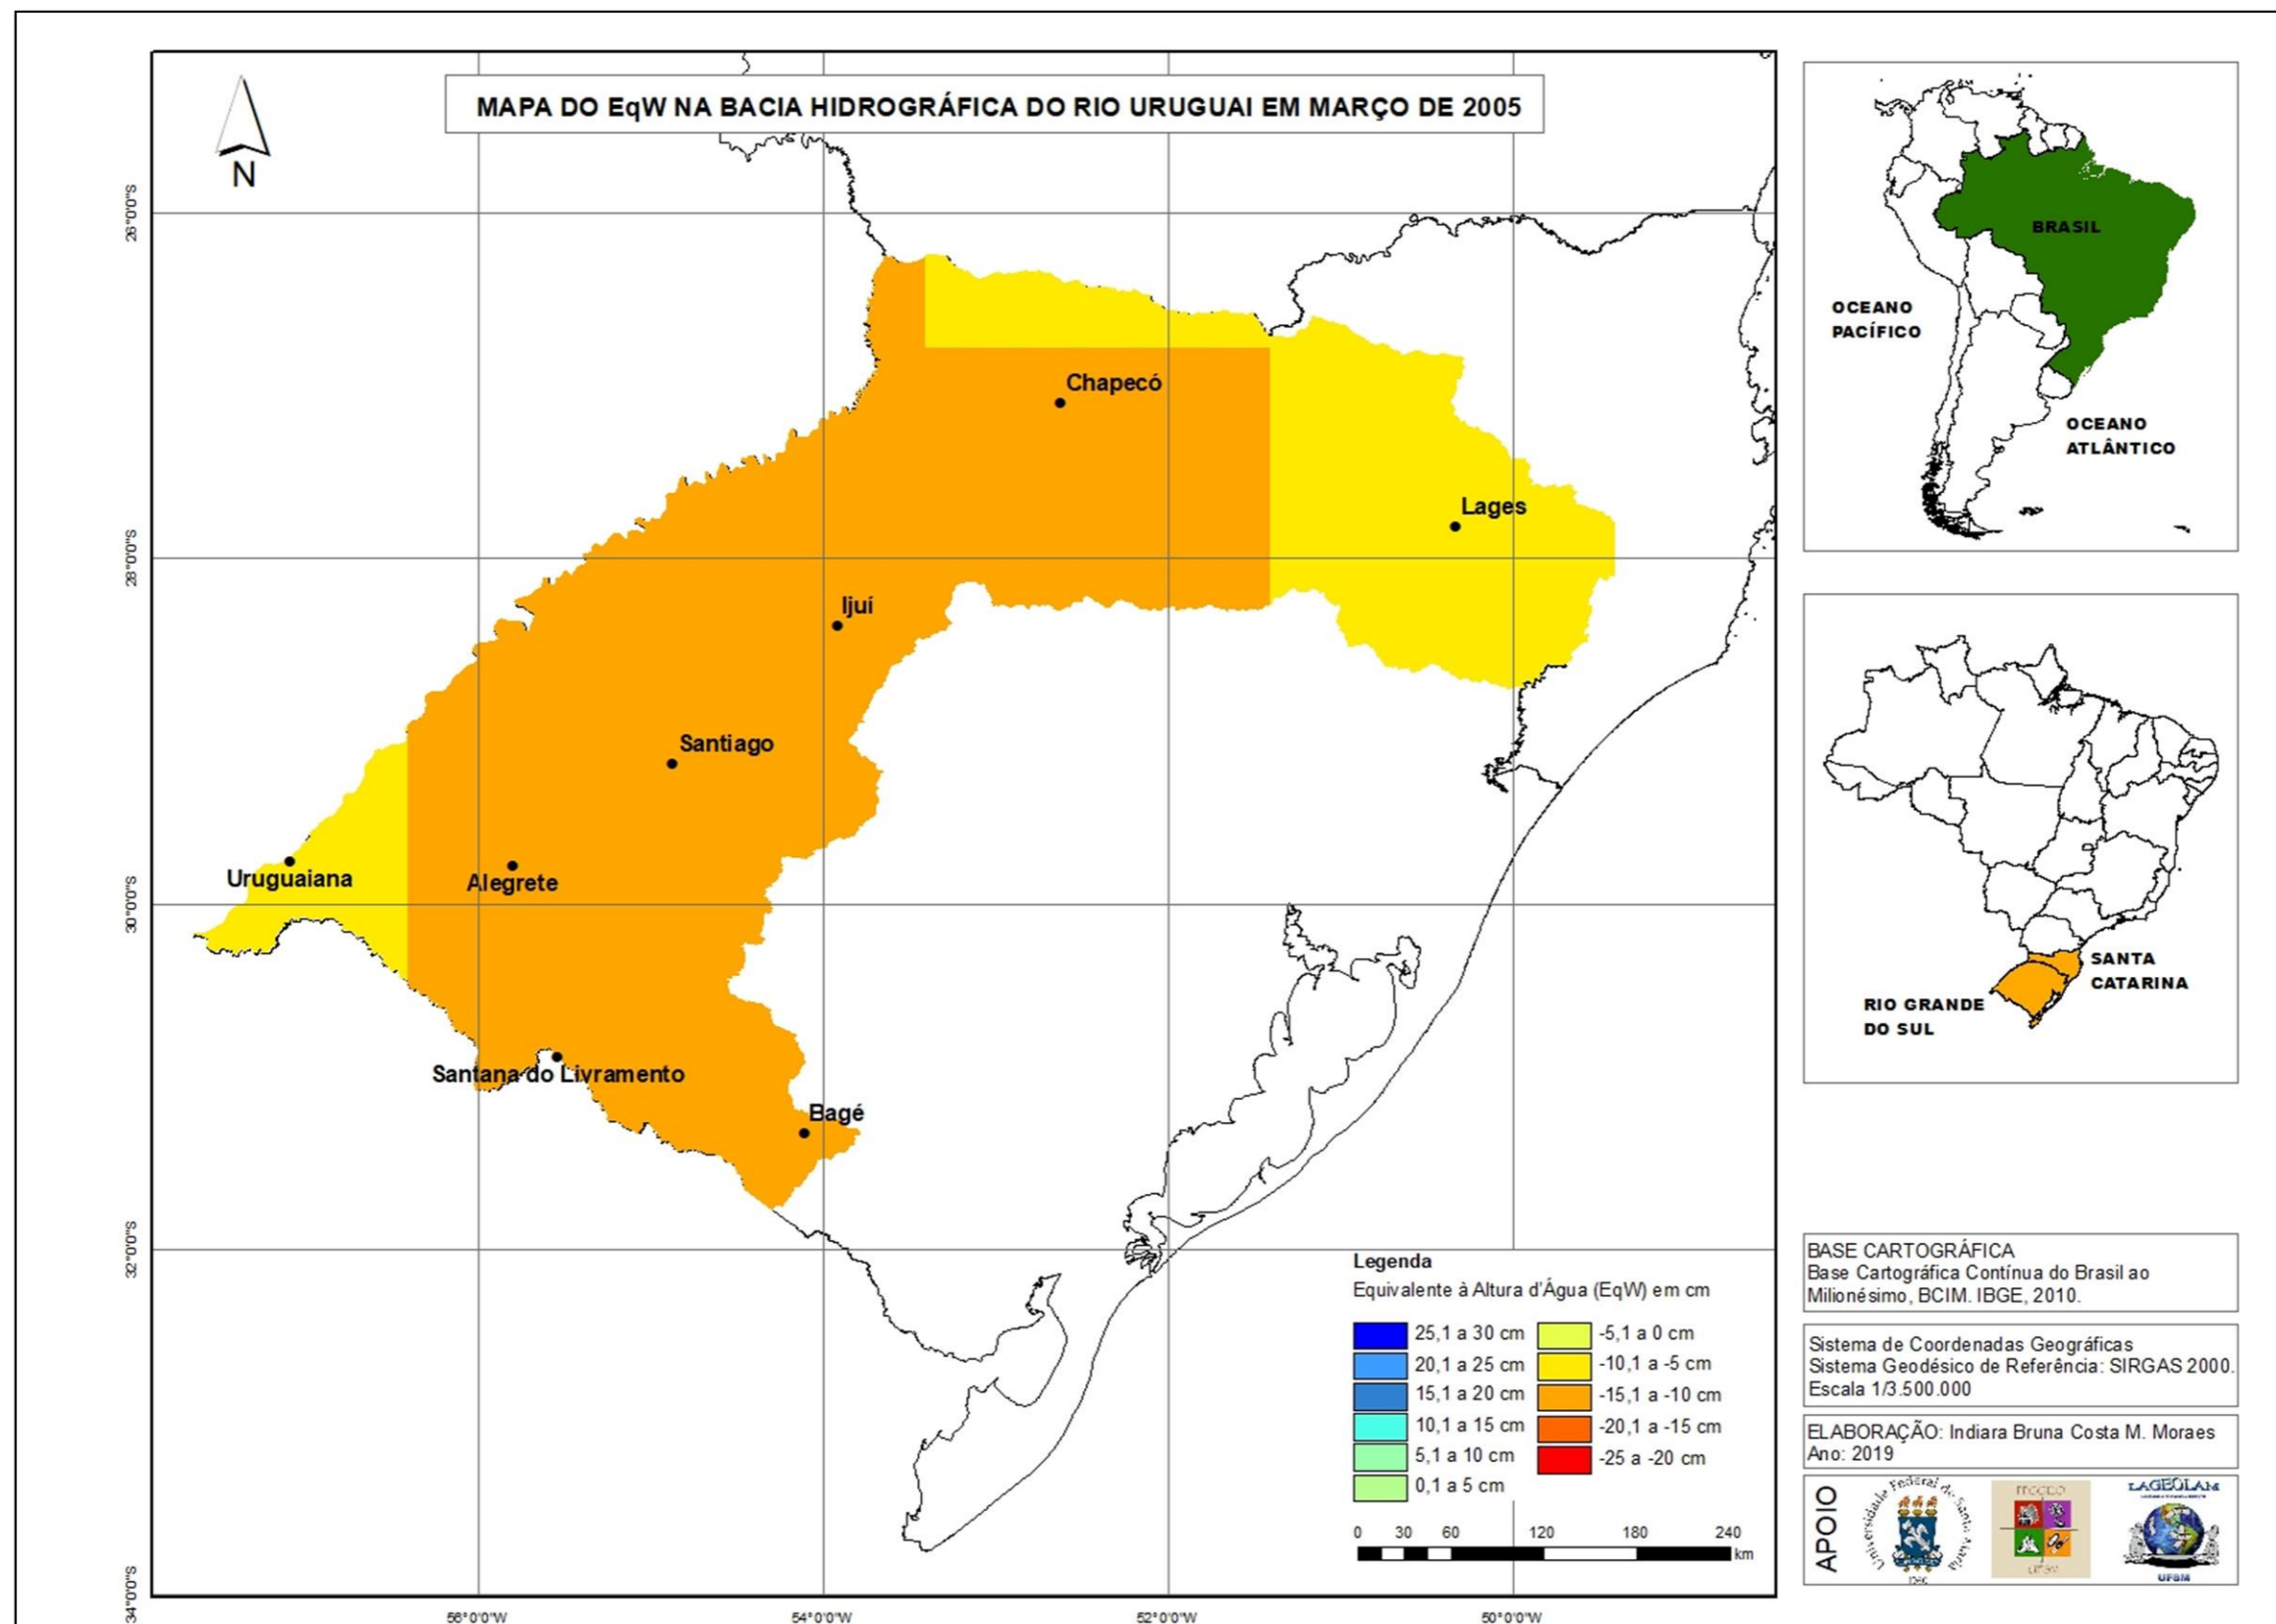 MAPA DO EqW NA BACIA HIDROGRÁFICA DO RIO URUGUAI EM MARÇO DE 2005
N
26°0'0"S
28°0'0"S
30°0'0"S
32°0'0"S
34°0'0"S
56°0'0"W
54°0'0"W
52°0'0"W
50°0'0"W
Chapecó
Lages
Ijuí
Santiago
Uruguaiana
Alegrete
Santana do Livramento
Bagé
Legenda
Equivalente à Altura d'Água (EqW) em cm
25,1 a 30 cm
20,1 a 25 cm
15,1 a 20 cm
10,1 a 15 cm
5,1 a 10 cm
0,1 a 5 cm
-5,1 a 0 cm
-10,1 a -5 cm
-15,1 a -10 cm
-20,1 a -15 cm
-25 a -20 cm
0 30 60 120 180 240
km
BRASIL
OCEANO
PACÍFICO
OCEANO
ATLÂNTICO
SANTA
CATARINA
RIO GRANDE
DO SUL
BASE CARTOGRÁFICA
Base Cartográfica Contínua do Brasil ao
Milionésimo, BCIM. IBGE, 2010.
Sistema de Coordenadas Geográficas
Sistema Geodésico de Referência: SIRGAS 2000.
Escala 1/3.500.000
ELABORAÇÃO: Indiara Bruna Costa M. Moraes
Ano: 2019
APOIO
Universidade Federal de Santa Maria
LAGEOLAM
UFSM